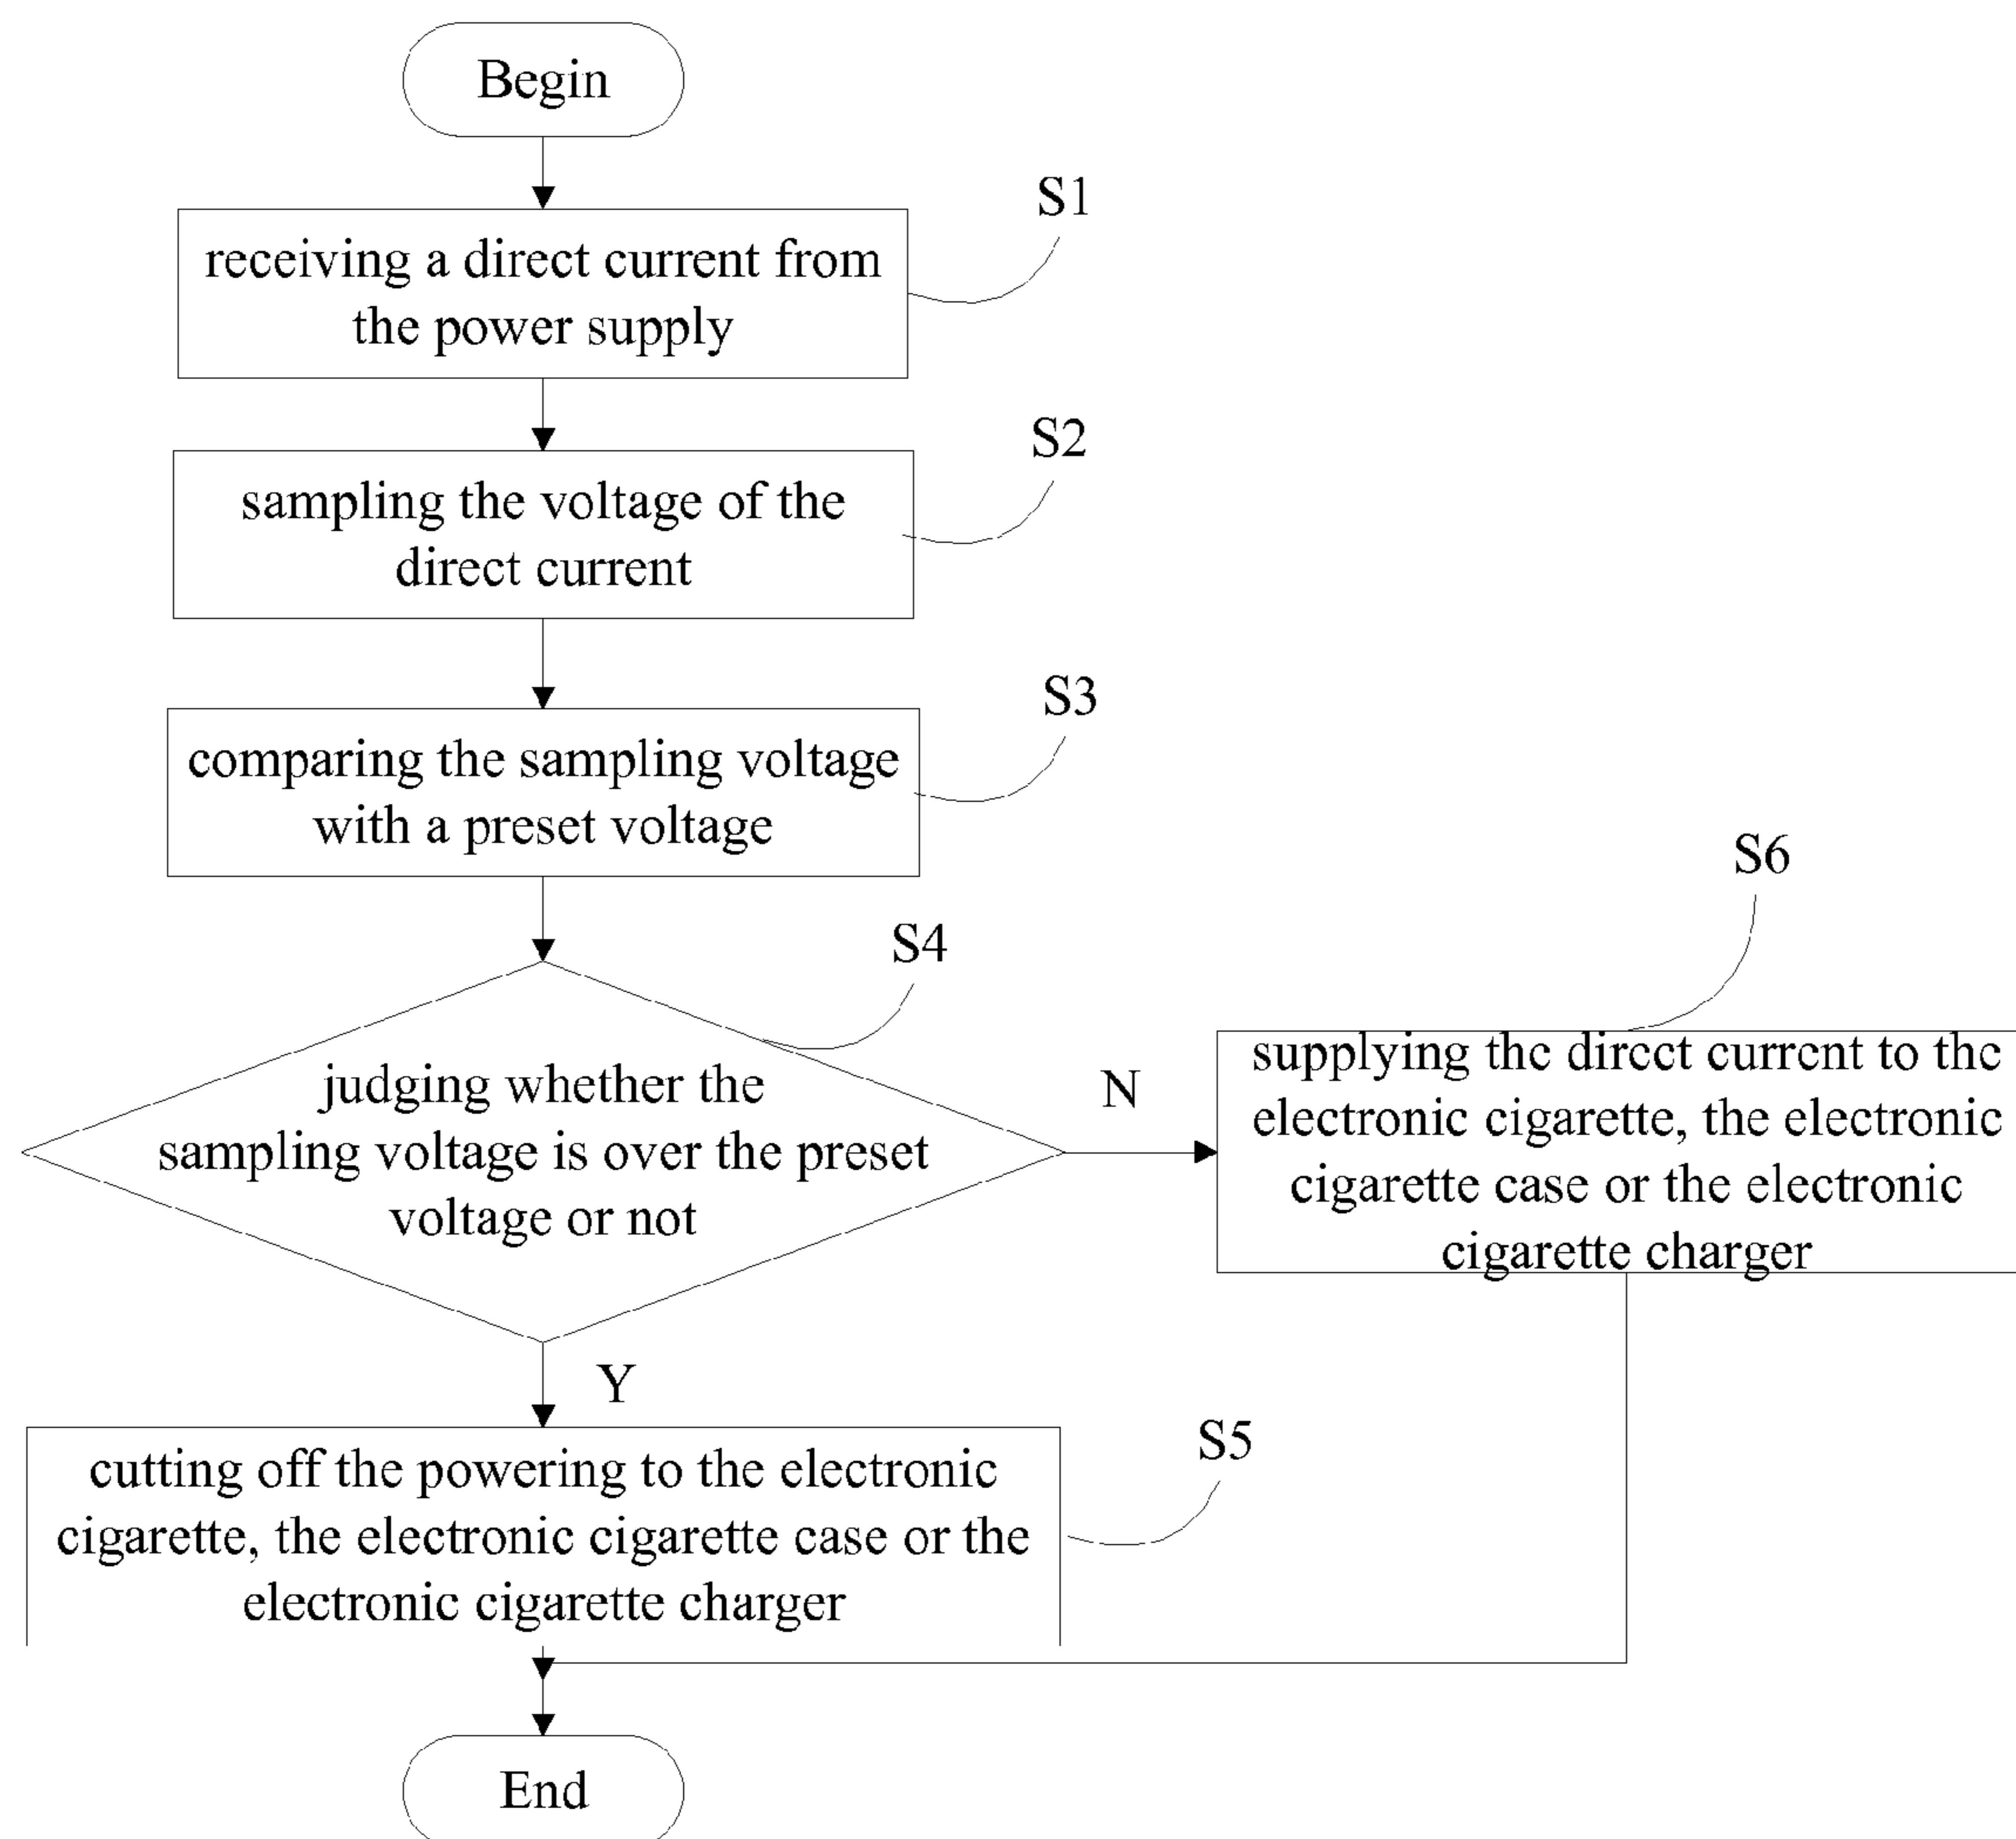 Begin
S1
receiving a direct current from
the power supply
S2
sampling the voltage of the
direct current
S3
comparing the sampling voltage
with a preset voltage
S4
judging whether the
sampling voltage is over the preset
voltage or not
N
S6
supplying the direct current to the
electronic cigarette, the electronic
cigarette case or the electronic
cigarette charger
Y
S5
cutting off the powering to the electronic
cigarette, the electronic cigarette case or the
electronic cigarette charger
End